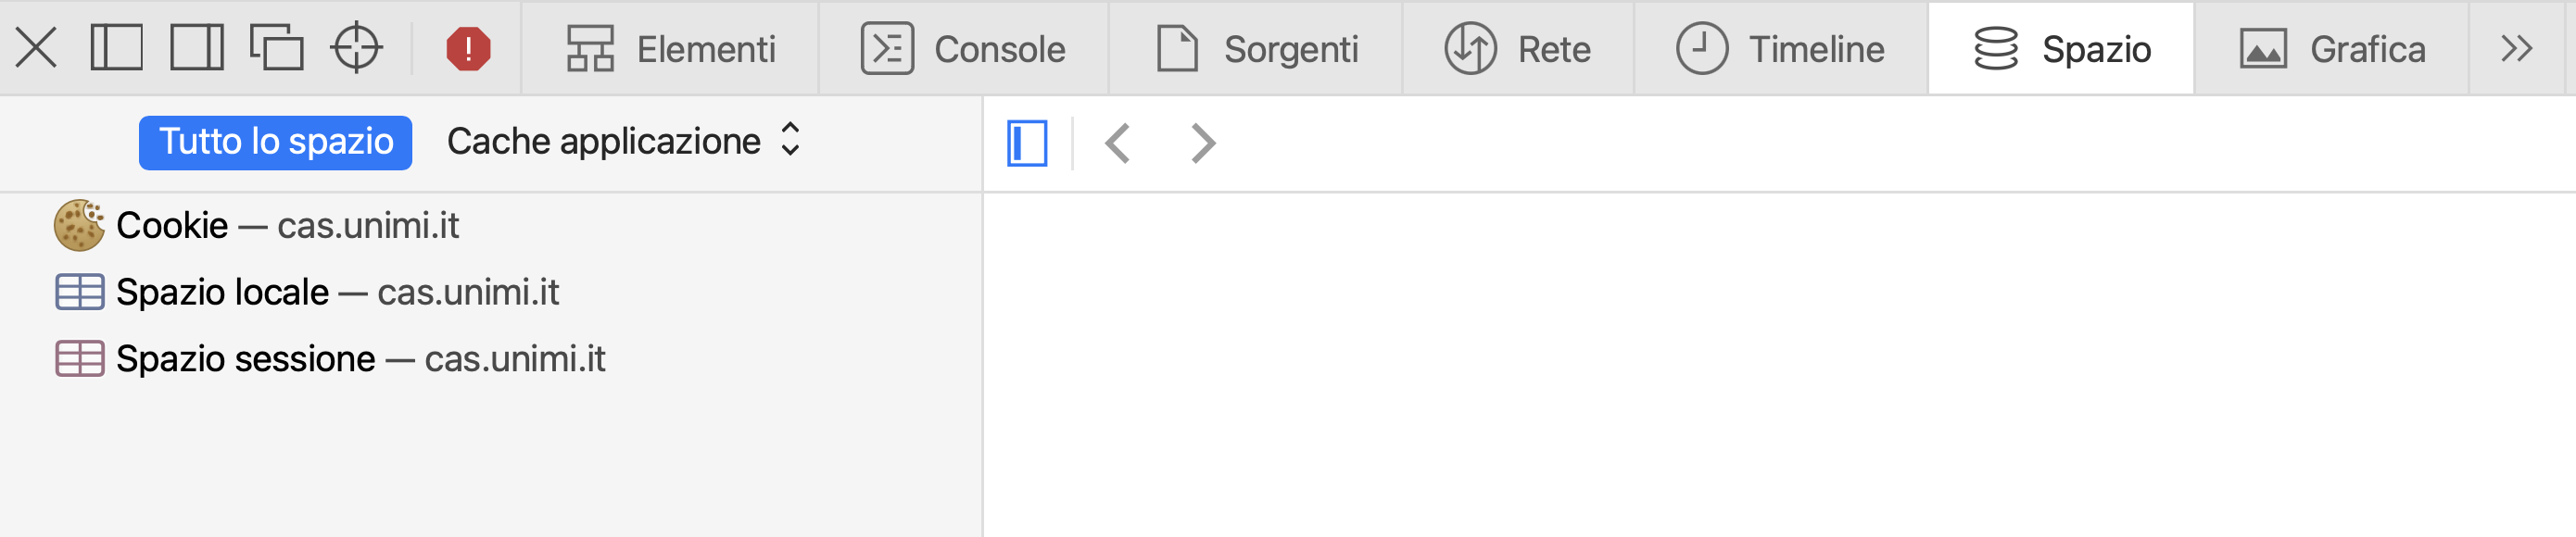 Elementi Console Sorgenti Rete Timeline Spazio Grafica
Tutto lo spazio Cache applicazione
Cookie — cas.unimi.it
Spazio locale — cas.unimi.it
Spazio sessione — cas.unimi.it